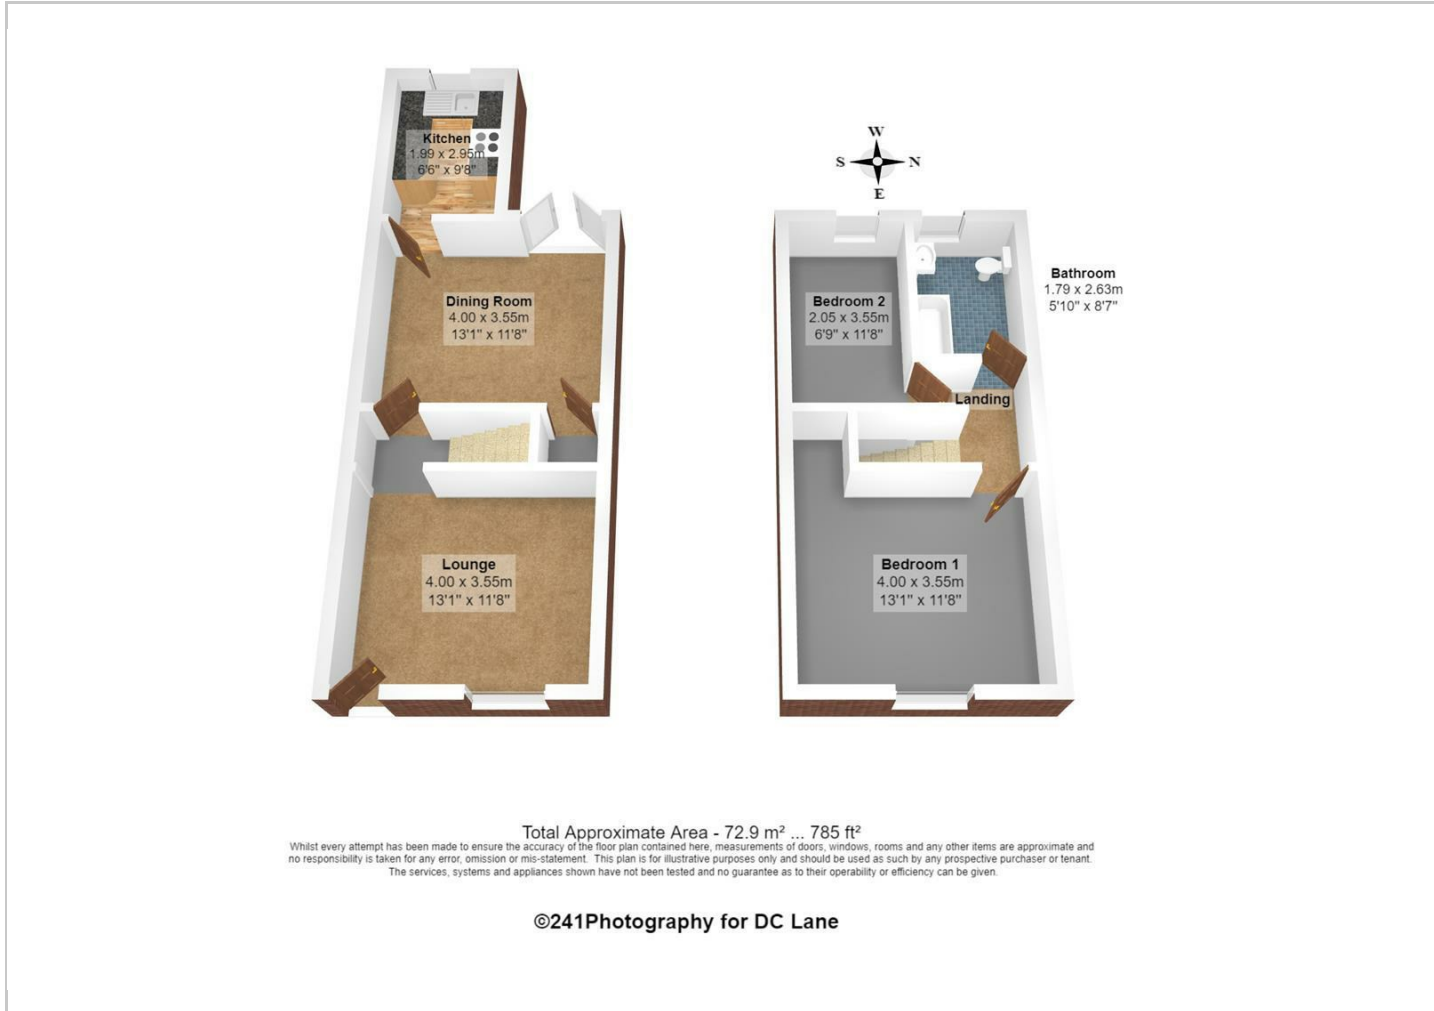 Kitchen
1.99 x 2.95m
6'6" x 9'8"
W
S
N
E
Dining Room
4.00 x 3.55m
13'1" x 11'8"
Bedroom 2
2.05 x 3.55m
6'9" x 11'8"
Bathroom
1.79 x 2.63m
5'10" x 8'7"
Landing
Lounge
4.00 x 3.55m
13'1" x 11'8"
Bedroom 1
4.00 x 3.55m
13'1" x 11'8"
Total Approximate Area - 72.9 m² ... 785 ft²
Whilst every attempt has been made to ensure the accuracy of the floor plan contained here, measurements of doors, windows, rooms and any other items are approximate and
no responsibility is taken for any error, omission or mis-statement. This plan is for illustrative purposes only and should be used as such by any prospective purchaser or tenant.
The services, systems and appliances shown have not been tested and no guarantee as to their operability or efficiency can be given.
©241Photography for DC Lane